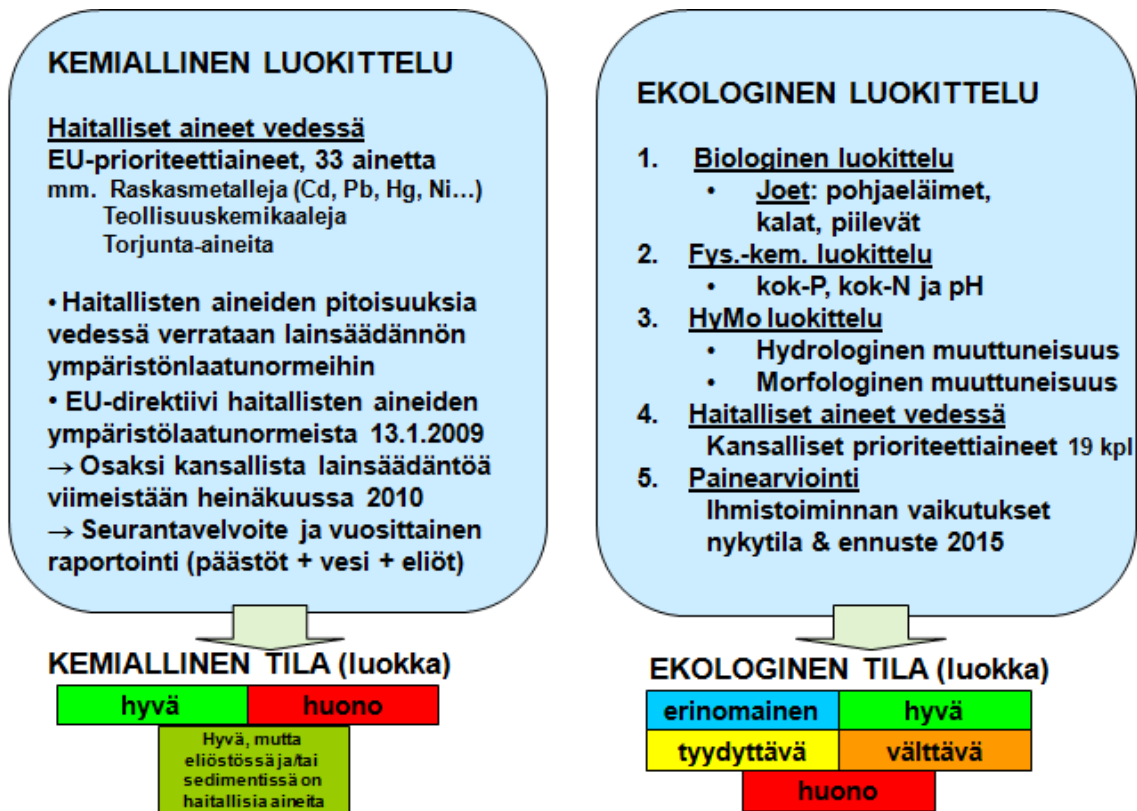 KEMIALLINEN LUOKITTELU
Haitalliset aineet vedessä
EU-prioriteettiaineet, 33 ainetta
mm. Raskasmetalleja (Cd, Pb, Hg, Ni...)
Teollisuuskemikaaleja
Torjunta-aineita
• Haitallisten aineiden pitoisuuksia
vedessä verrataan lainsäädännön
ympäristönlaatunormeihin
• EU-direktiivi haitallisten aineiden
ympäristölaatunormeista 13.1.2009
→ Osaksi kansallista lainsäädäntöä
viimeistään heinäkuussa 2010
→ Seurantavelvoite ja vuosittainen
raportointi (päästöt + vesi + eliöt)
KEMIALLINEN TILA (luokka)
hyvä huono
Hyvä, mutta
eliöstössä ja/tai
sedimentissä on
haitallisia aineita
EKOLOGINEN LUOKITTELU
1. Biologinen luokittelu
• Joet: pohjaeläimet,
kalat, piilevät
2. Fys.-kem. luokittelu
• kok-P, kok-N ja pH
3. HyMo luokittelu
• Hydrologinen muuttuneisuus
• Morfologinen muuttuneisuus
4. Haitalliset aineet vedessä
Kansalliset prioriteettiaineet 19 kpl
5. Painearviointi
Ihmistoiminnan vaikutukset
nykytila & ennuste 2015
EKOLOGINEN TILA (luokka)
erinomainen hyvä
tyydyttävä välttävä
huono